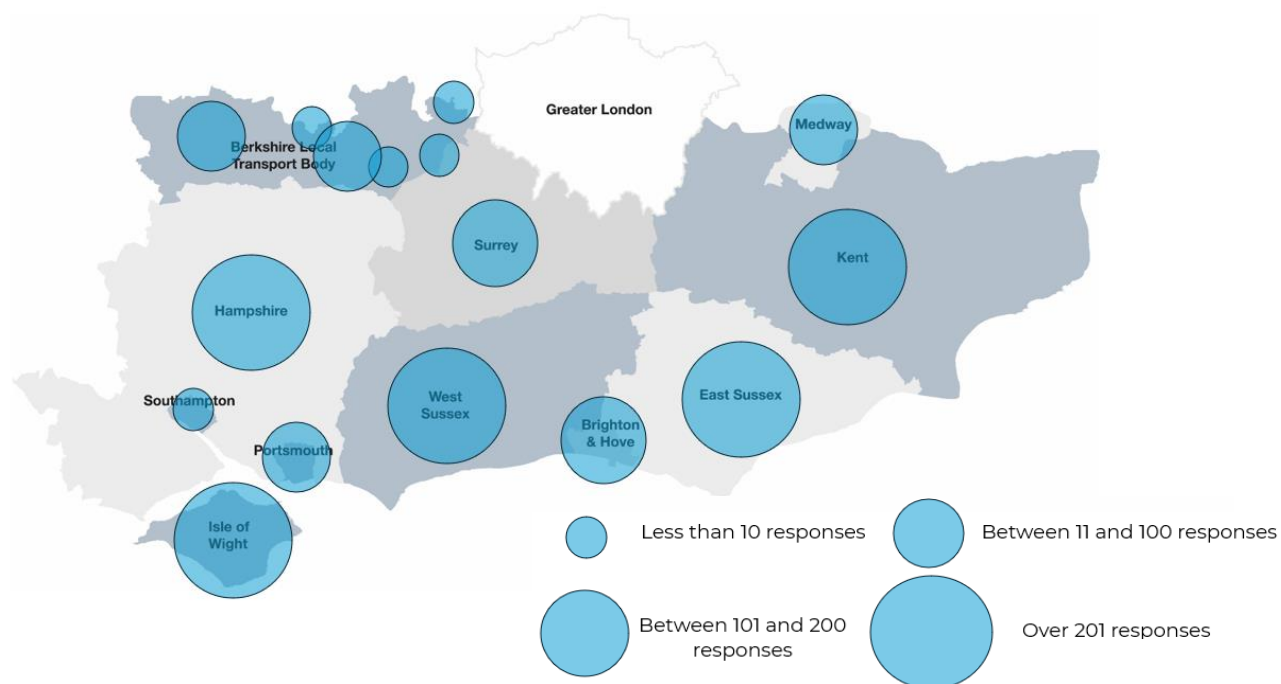 Greater London
Medway
Berkshire Local
Transport Body
Surrey
Kent
Hampshire
Southampton
West
Sussex
East Sussex
Brighton
& Hove
Portsmouth
Isle of
Wight
Less than 10 responses
Between 11 and 100 responses
Between 101 and 200
responses
Over 201 responses